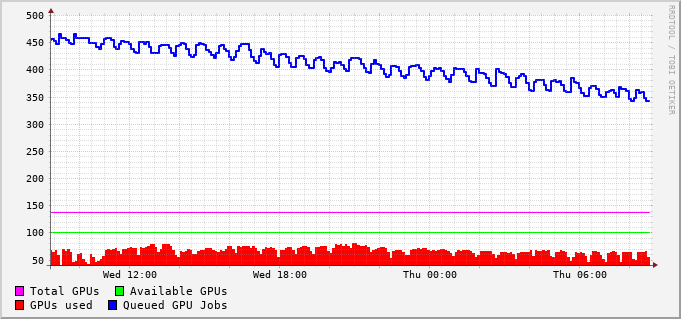 500
450
400
350
300
250
200
150
100
50
Wed 12:00 Wed 18:00 Thu 00:00 Thu 06:00
Total GPUs Available GPUs
GPUs used Queued GPU Jobs
RRDTOOL / TOBI OETIKER